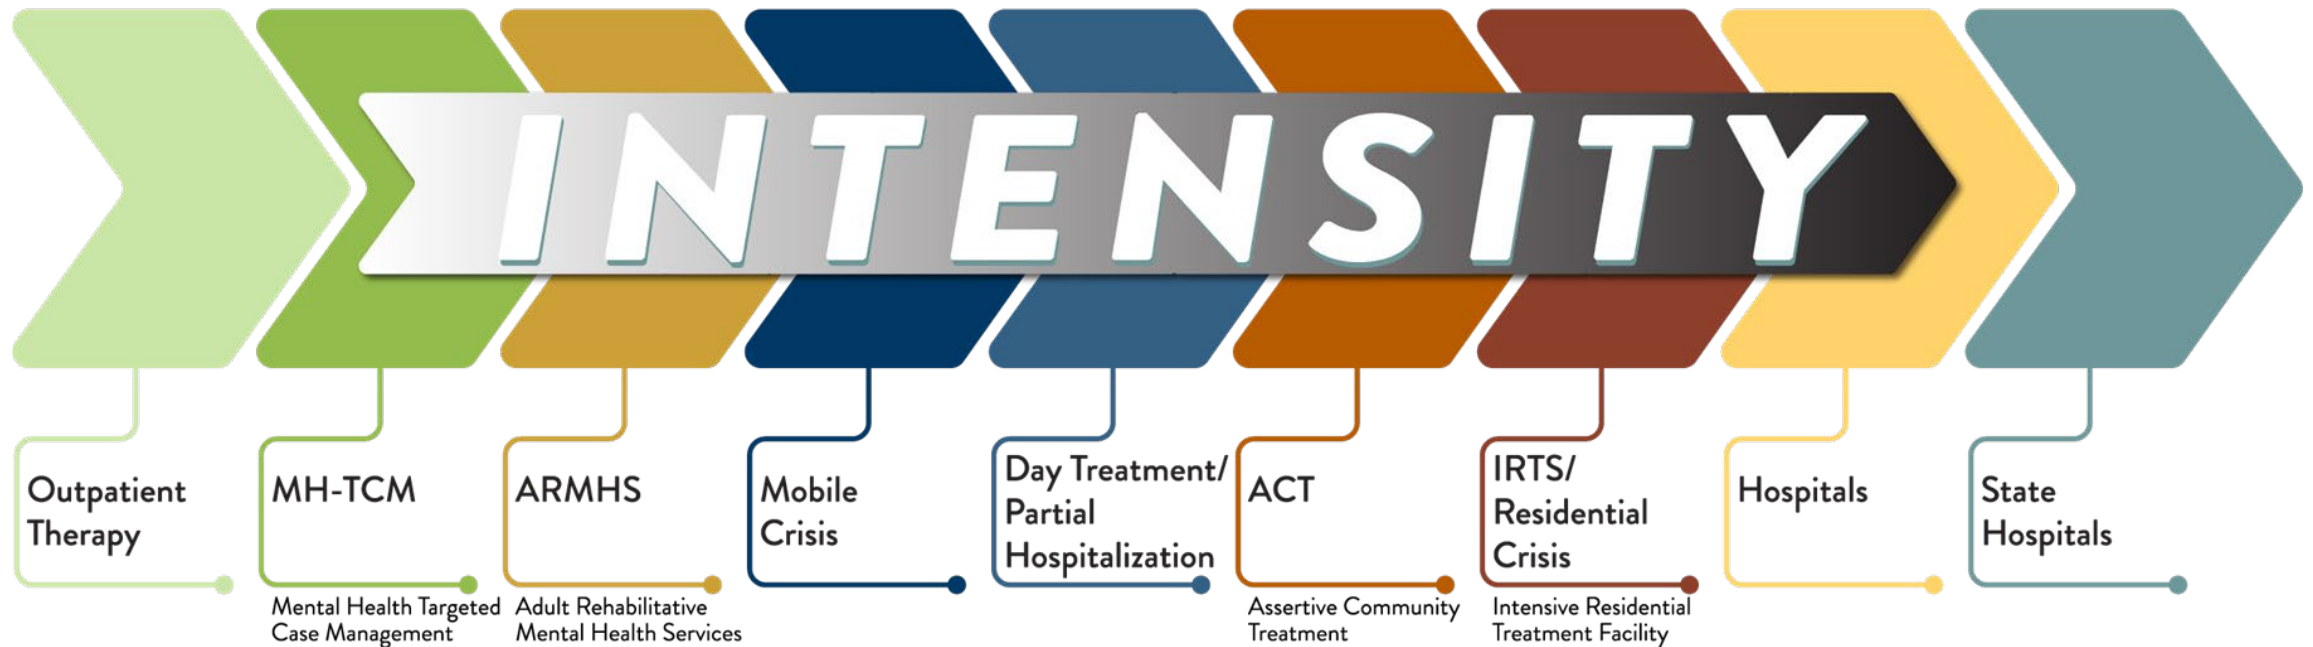 INTENSITY
Outpatient
Therapy
MH-TCM
Mental Health Targeted
Case Management
ARMHS
Adult Rehabilitative
Mental Health Services
Mobile
Crisis
Day Treatment/
Partial
Hospitalization
ACT
Assertive Community
Treatment
IRTS/
Residential
Crisis
Intensive Residential
Treatment Facility
Hospitals
State
Hospitals